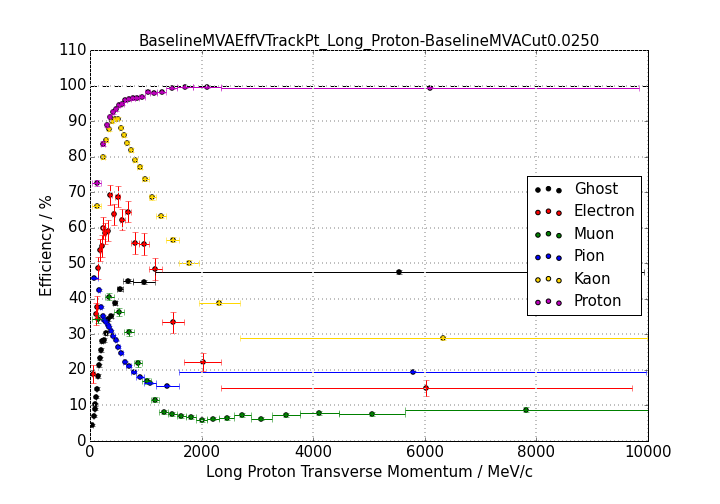 BaselineMVAEffVTrackPt_Long_Proton-BaselineMVACut0.0250
110
100
90
80
70
60
50
40
30
20
10
0
Efficiency / %
Ghost
Electron
Muon
Pion
Kaon
Proton
0 2000 4000 6000 8000 10000
Long Proton Transverse Momentum / MeV/c